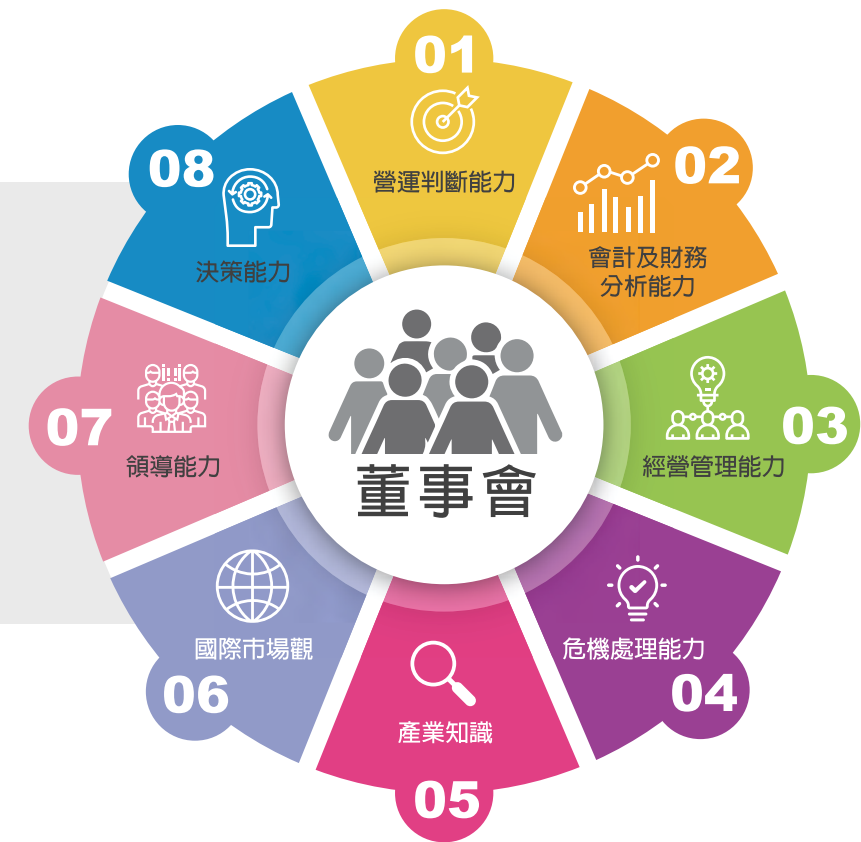 01
營運判斷能力
02
會計及財務
分析能力
03
經營管理能力
04
危機處理能力
05
產業知識
06
國際市場觀
07
領導能力
08
決策能力
董事會